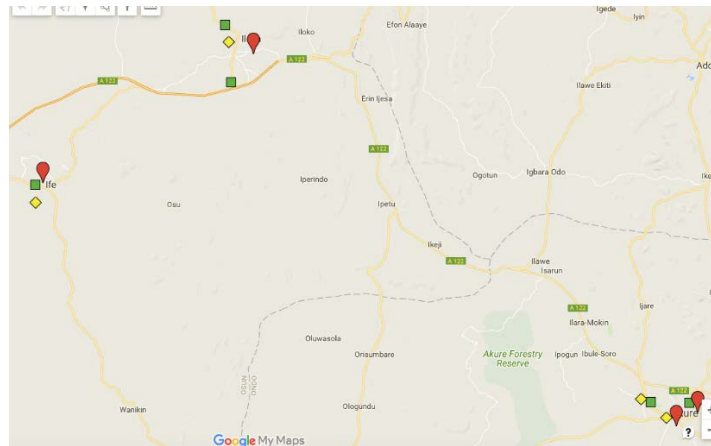 Igede
Iyin
Efon Alaaye
Iloko
A 122
Ado
A 122
Ilawe Ekiti
Erin Ijesa
A 122
Ife
Iperindo
Osu
Ogotun
Igbara Odo
Ike
Ipetu
Ikeji
A 122
Ilawe
Isarun
Ijare
A 122
Ilara-Mokin
Oluwasola
Orisumbare
Akure Forestry
Reserve
Ipogun
Ibule-Soro
OSUN
ONDO
A 122
Wanikin
Ologundu
Google My Maps
?
+
−